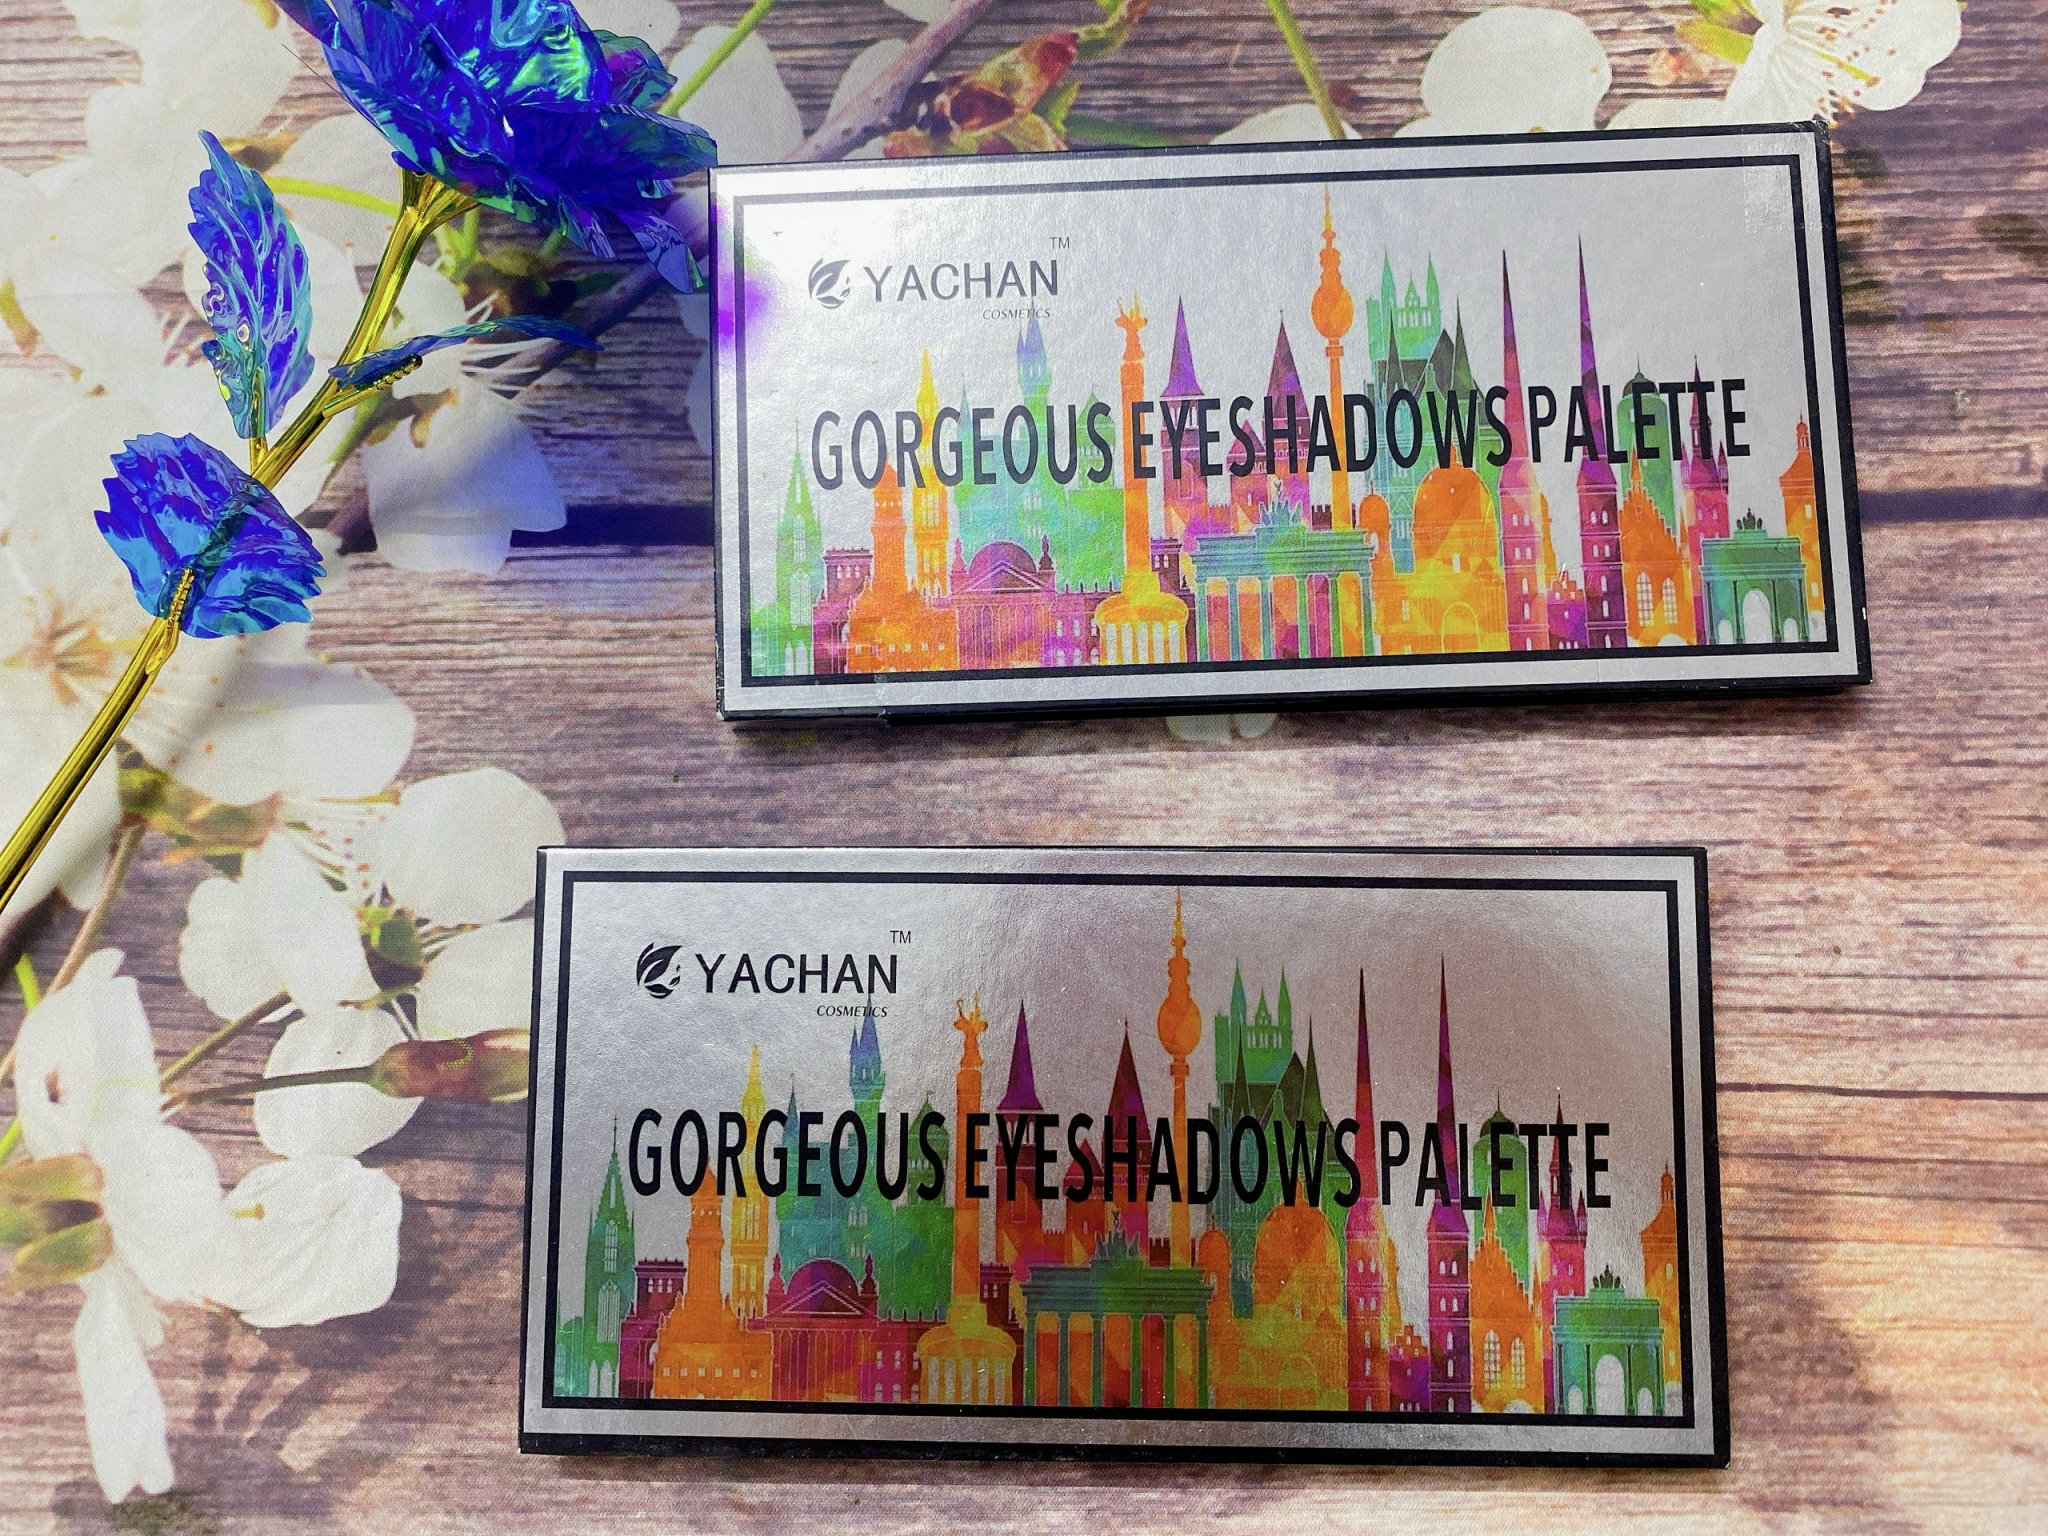 YACHAN™
COSMETICS
GORGEOUS EYESHADOWS PALETTE
YACHAN™
COSMETICS
GORGEOUS EYESHADOWS PALETTE